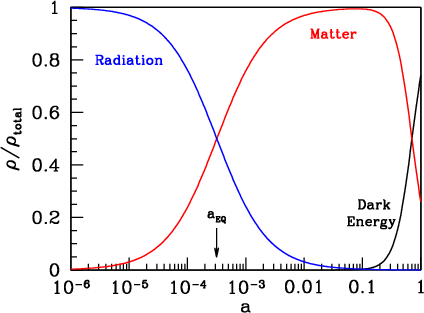 1
0.8
0.6
0.4
0.2
0
ρ/ρtotal
Radiation
Matter
Dark
Energy
aEQ
10−6
10−5
10−4
10−3
0.01
0.1
1
a